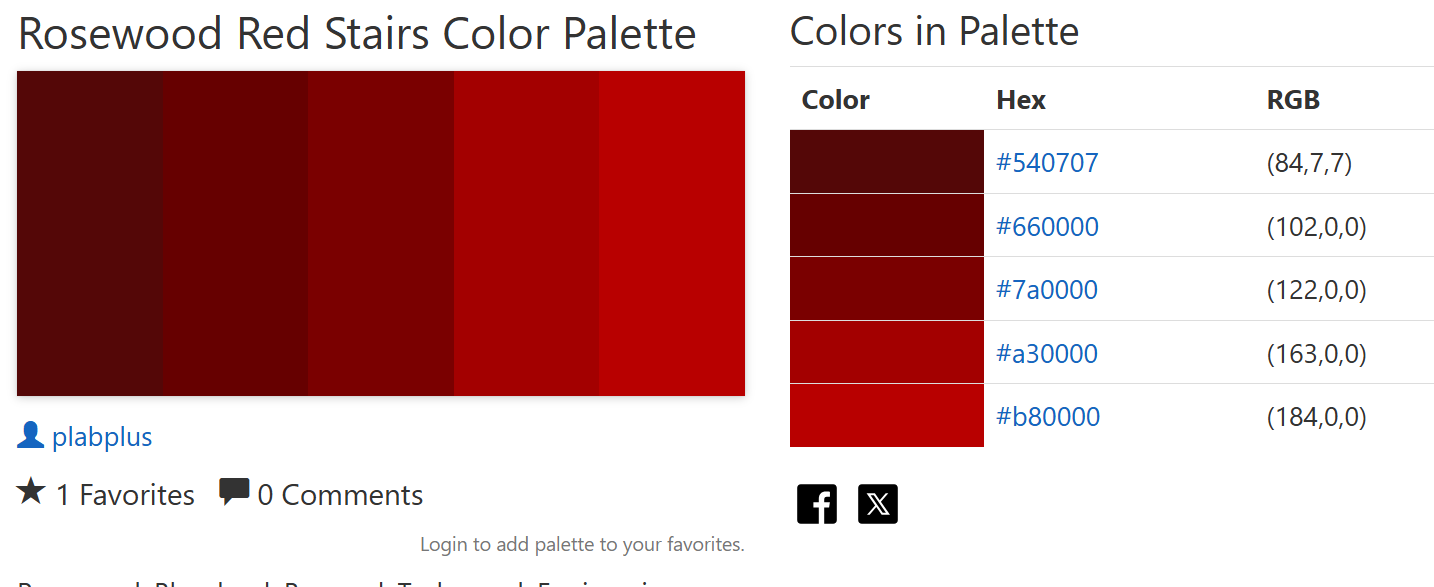 Rosewood Red Stairs Color Palette
plabplus
1 Favorites 0 Comments
Login to add palette to your favorites.
Colors in Palette
Color Hex RGB
#540707 (84,7,7)
#660000 (102,0,0)
#7a0000 (122,0,0)
#a30000 (163,0,0)
#b80000 (184,0,0)